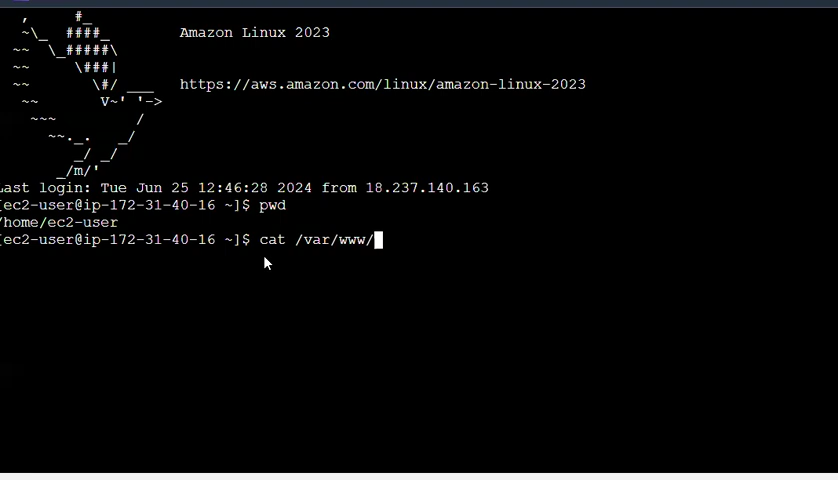 ,     #_
~\_  ####_        Amazon Linux 2023
~~  \_#####\
~~     \###|
~~       \#/ ___   https://aws.amazon.com/linux/amazon-linux-2023
~~       V~' '->
~~~         /
~~._.   _/
_/ _/
_/m/'
Last login: Tue Jun 25 12:46:28 2024 from 18.237.140.163
[ec2-user@ip-172-31-40-16 ~]$ pwd
/home/ec2-user
[ec2-user@ip-172-31-40-16 ~]$ cat /var/www/